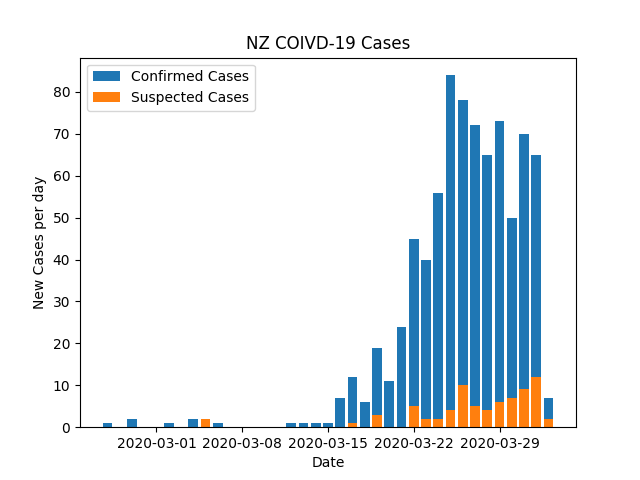 NZ COIVD-19 Cases
Confirmed Cases
Suspected Cases
80
70
60
50
40
30
20
10
0
New Cases per day
2020-03-01 2020-03-08 2020-03-15 2020-03-22 2020-03-29
Date